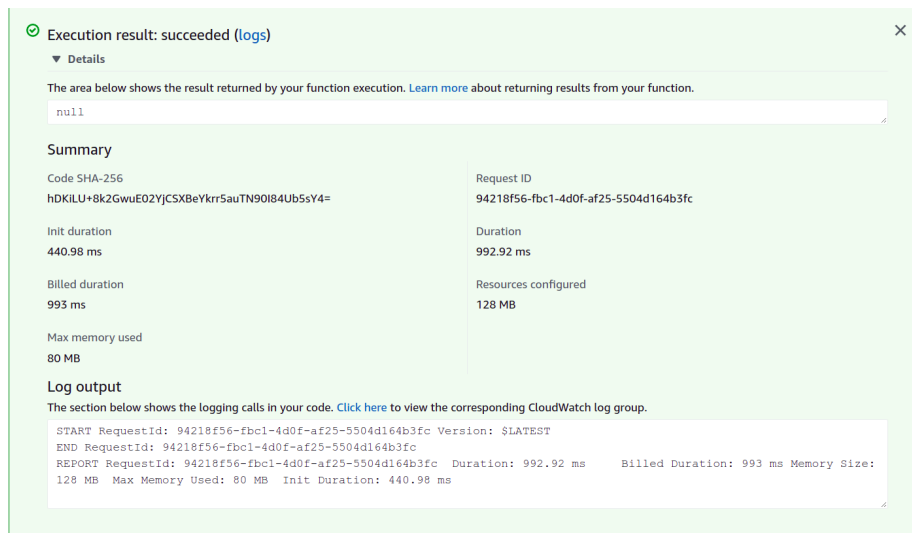 Execution result: succeeded (logs)
▼ Details
The area below shows the result returned by your function execution. Learn more about returning results from your function.
null
Summary
Code SHA-256
hDKiLU+8k2GwuE02YjCSXBeYkrr5auTN90I84Ub5sY4=
Request ID
94218f56-fbc1-4d0f-af25-5504d164b3fc
Init duration
440.98 ms
Duration
992.92 ms
Billed duration
993 ms
Resources configured
128 MB
Max memory used
80 MB
Log output
The section below shows the logging calls in your code. Click here to view the corresponding CloudWatch log group.
START RequestId: 94218f56-fbc1-4d0f-af25-5504d164b3fc Version: $LATEST
END RequestId: 94218f56-fbc1-4d0f-af25-5504d164b3fc
REPORT RequestId: 94218f56-fbc1-4d0f-af25-5504d164b3fc Duration: 992.92 ms Billed Duration: 993 ms Memory Size:
128 MB Max Memory Used: 80 MB Init Duration: 440.98 ms